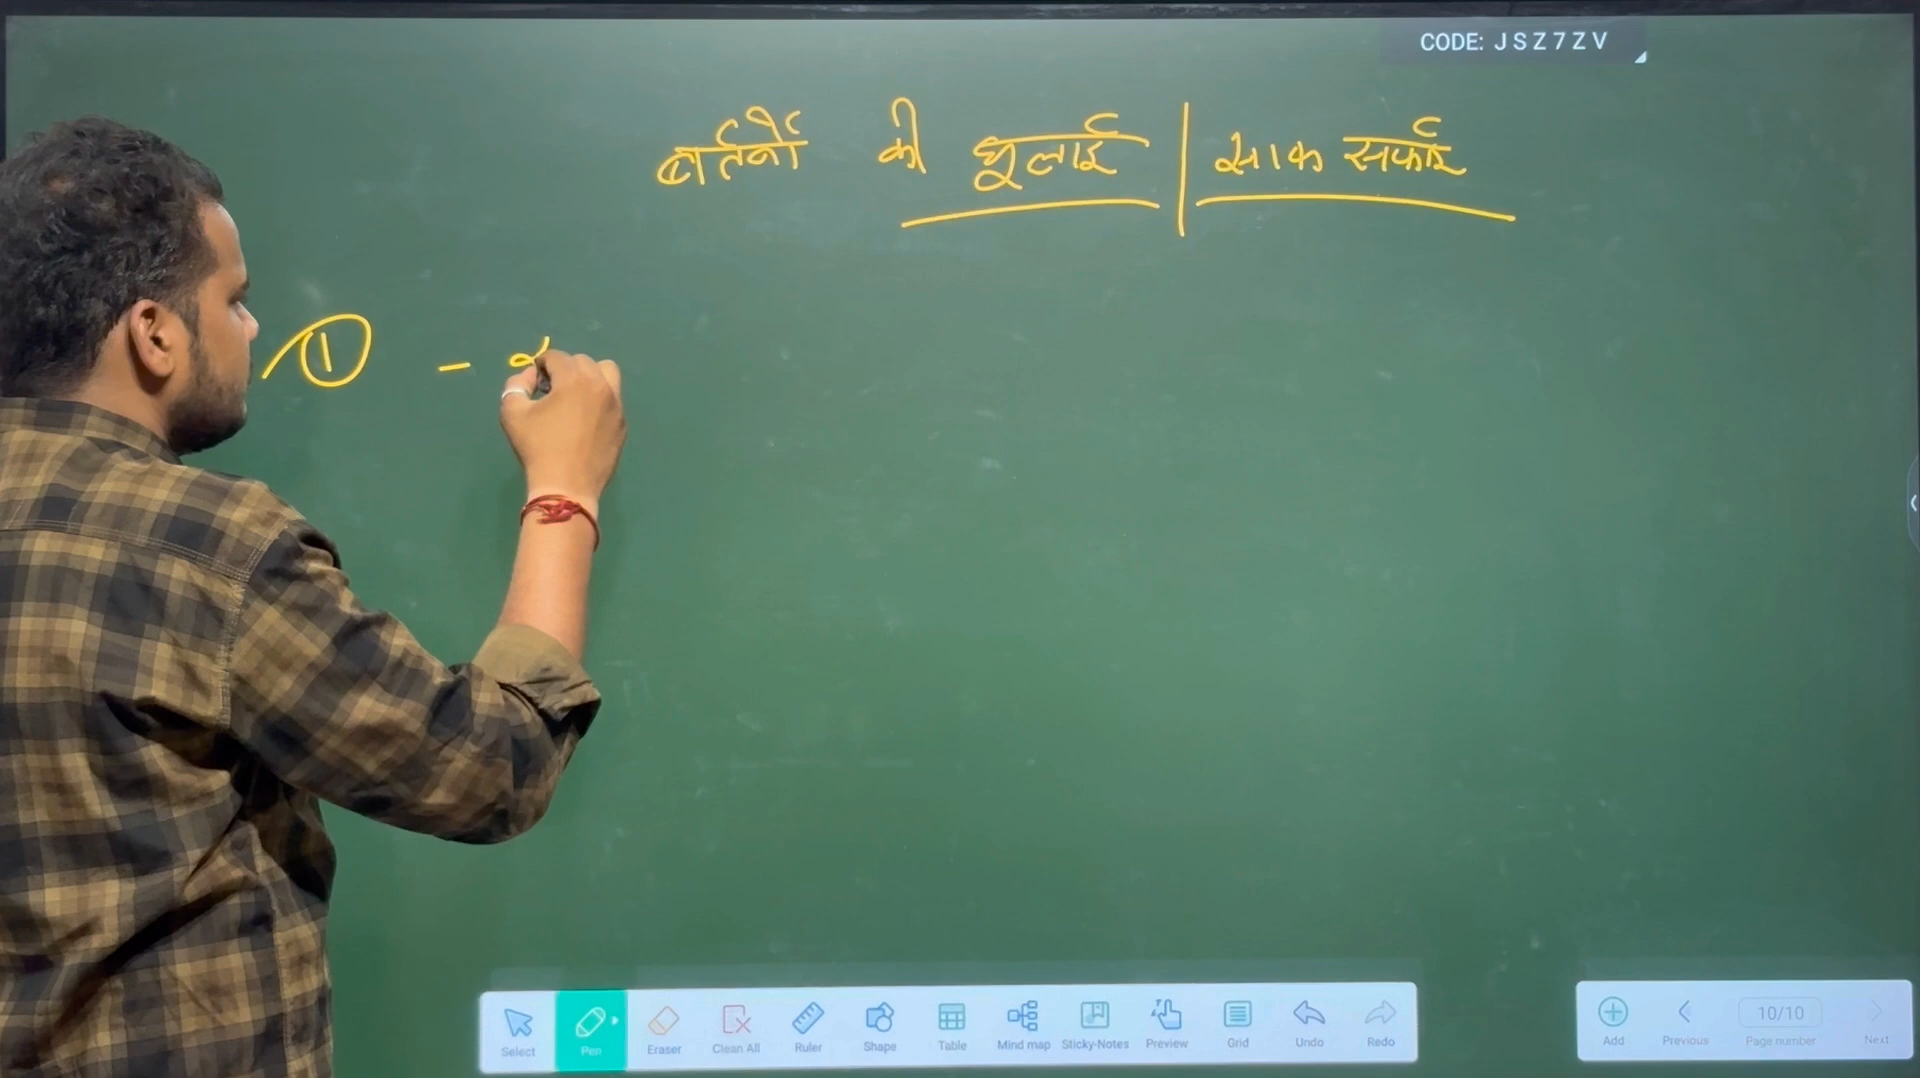 CODE: JSZ7ZV
बर्तनों की धूलाई | साफ सफाई
① -
Select Pen Eraser Clean All Ruler Shape Table Mind map Sticky-Notes Preview Grid Undo Redo
Add Previous 10/10 Page number Next